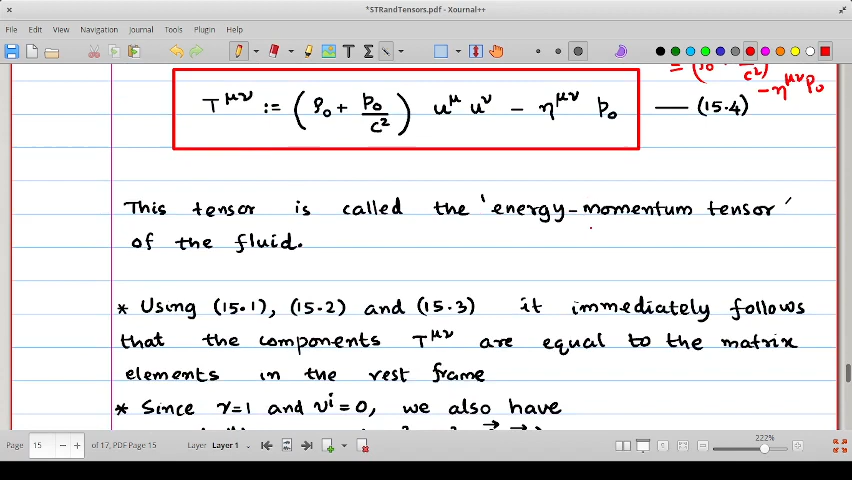 *STRandTensors.xopp - Xournal++
File Edit View Navigation Journal Tools Plugin Help
T^μν := (ρ₀ + p₀/c²) u^μ u^ν − η^μν p₀ —— (15.4)
− η^μν p₀
This tensor is called the 'energy-momentum tensor'
of the fluid.
* Using (15.1), (15.2) and (15.3) it immediately follows
that the components T^μν are equal to the matrix
elements in the rest frame
* Since γ=1 and v^i=0, we also have
Page 15 of 17, PDF Page 15 Layer Layer 1 222%